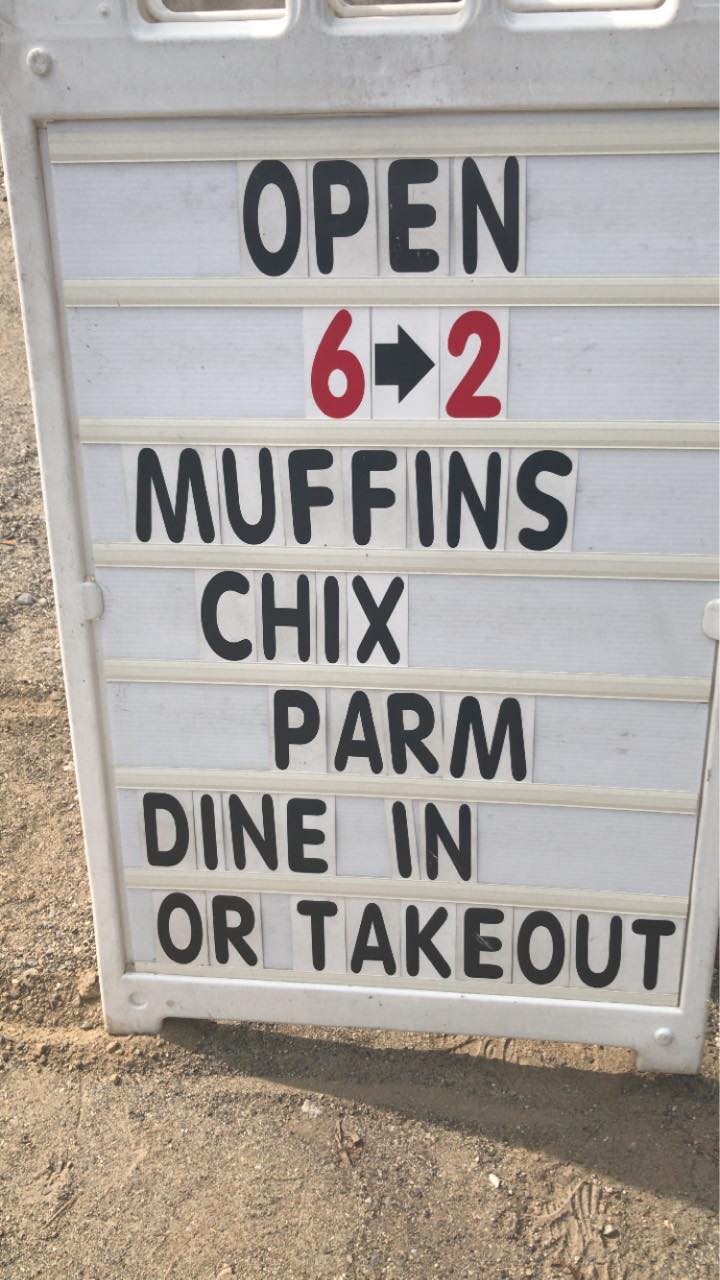 OPEN
6→2
MUFFINS
CHIX
PARM
DINE IN
OR TAKEOUT